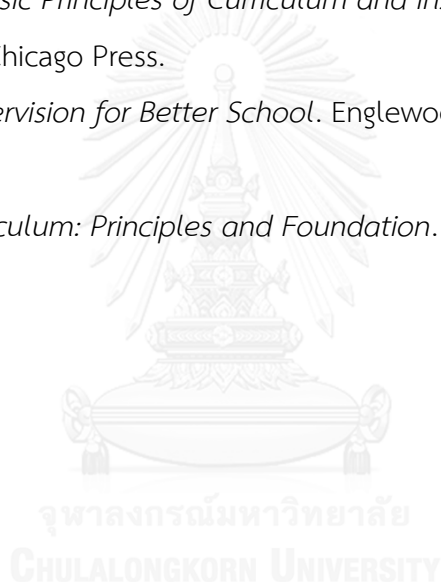 sic Principles of Curriculum and In
Chicago Press.
ervision for Better School. Englewoo
culum: Principles and Foundation.
จุฬาลงกรณ์มหาวิทยาลัย
CHULALONGKORN UNIVERSITY